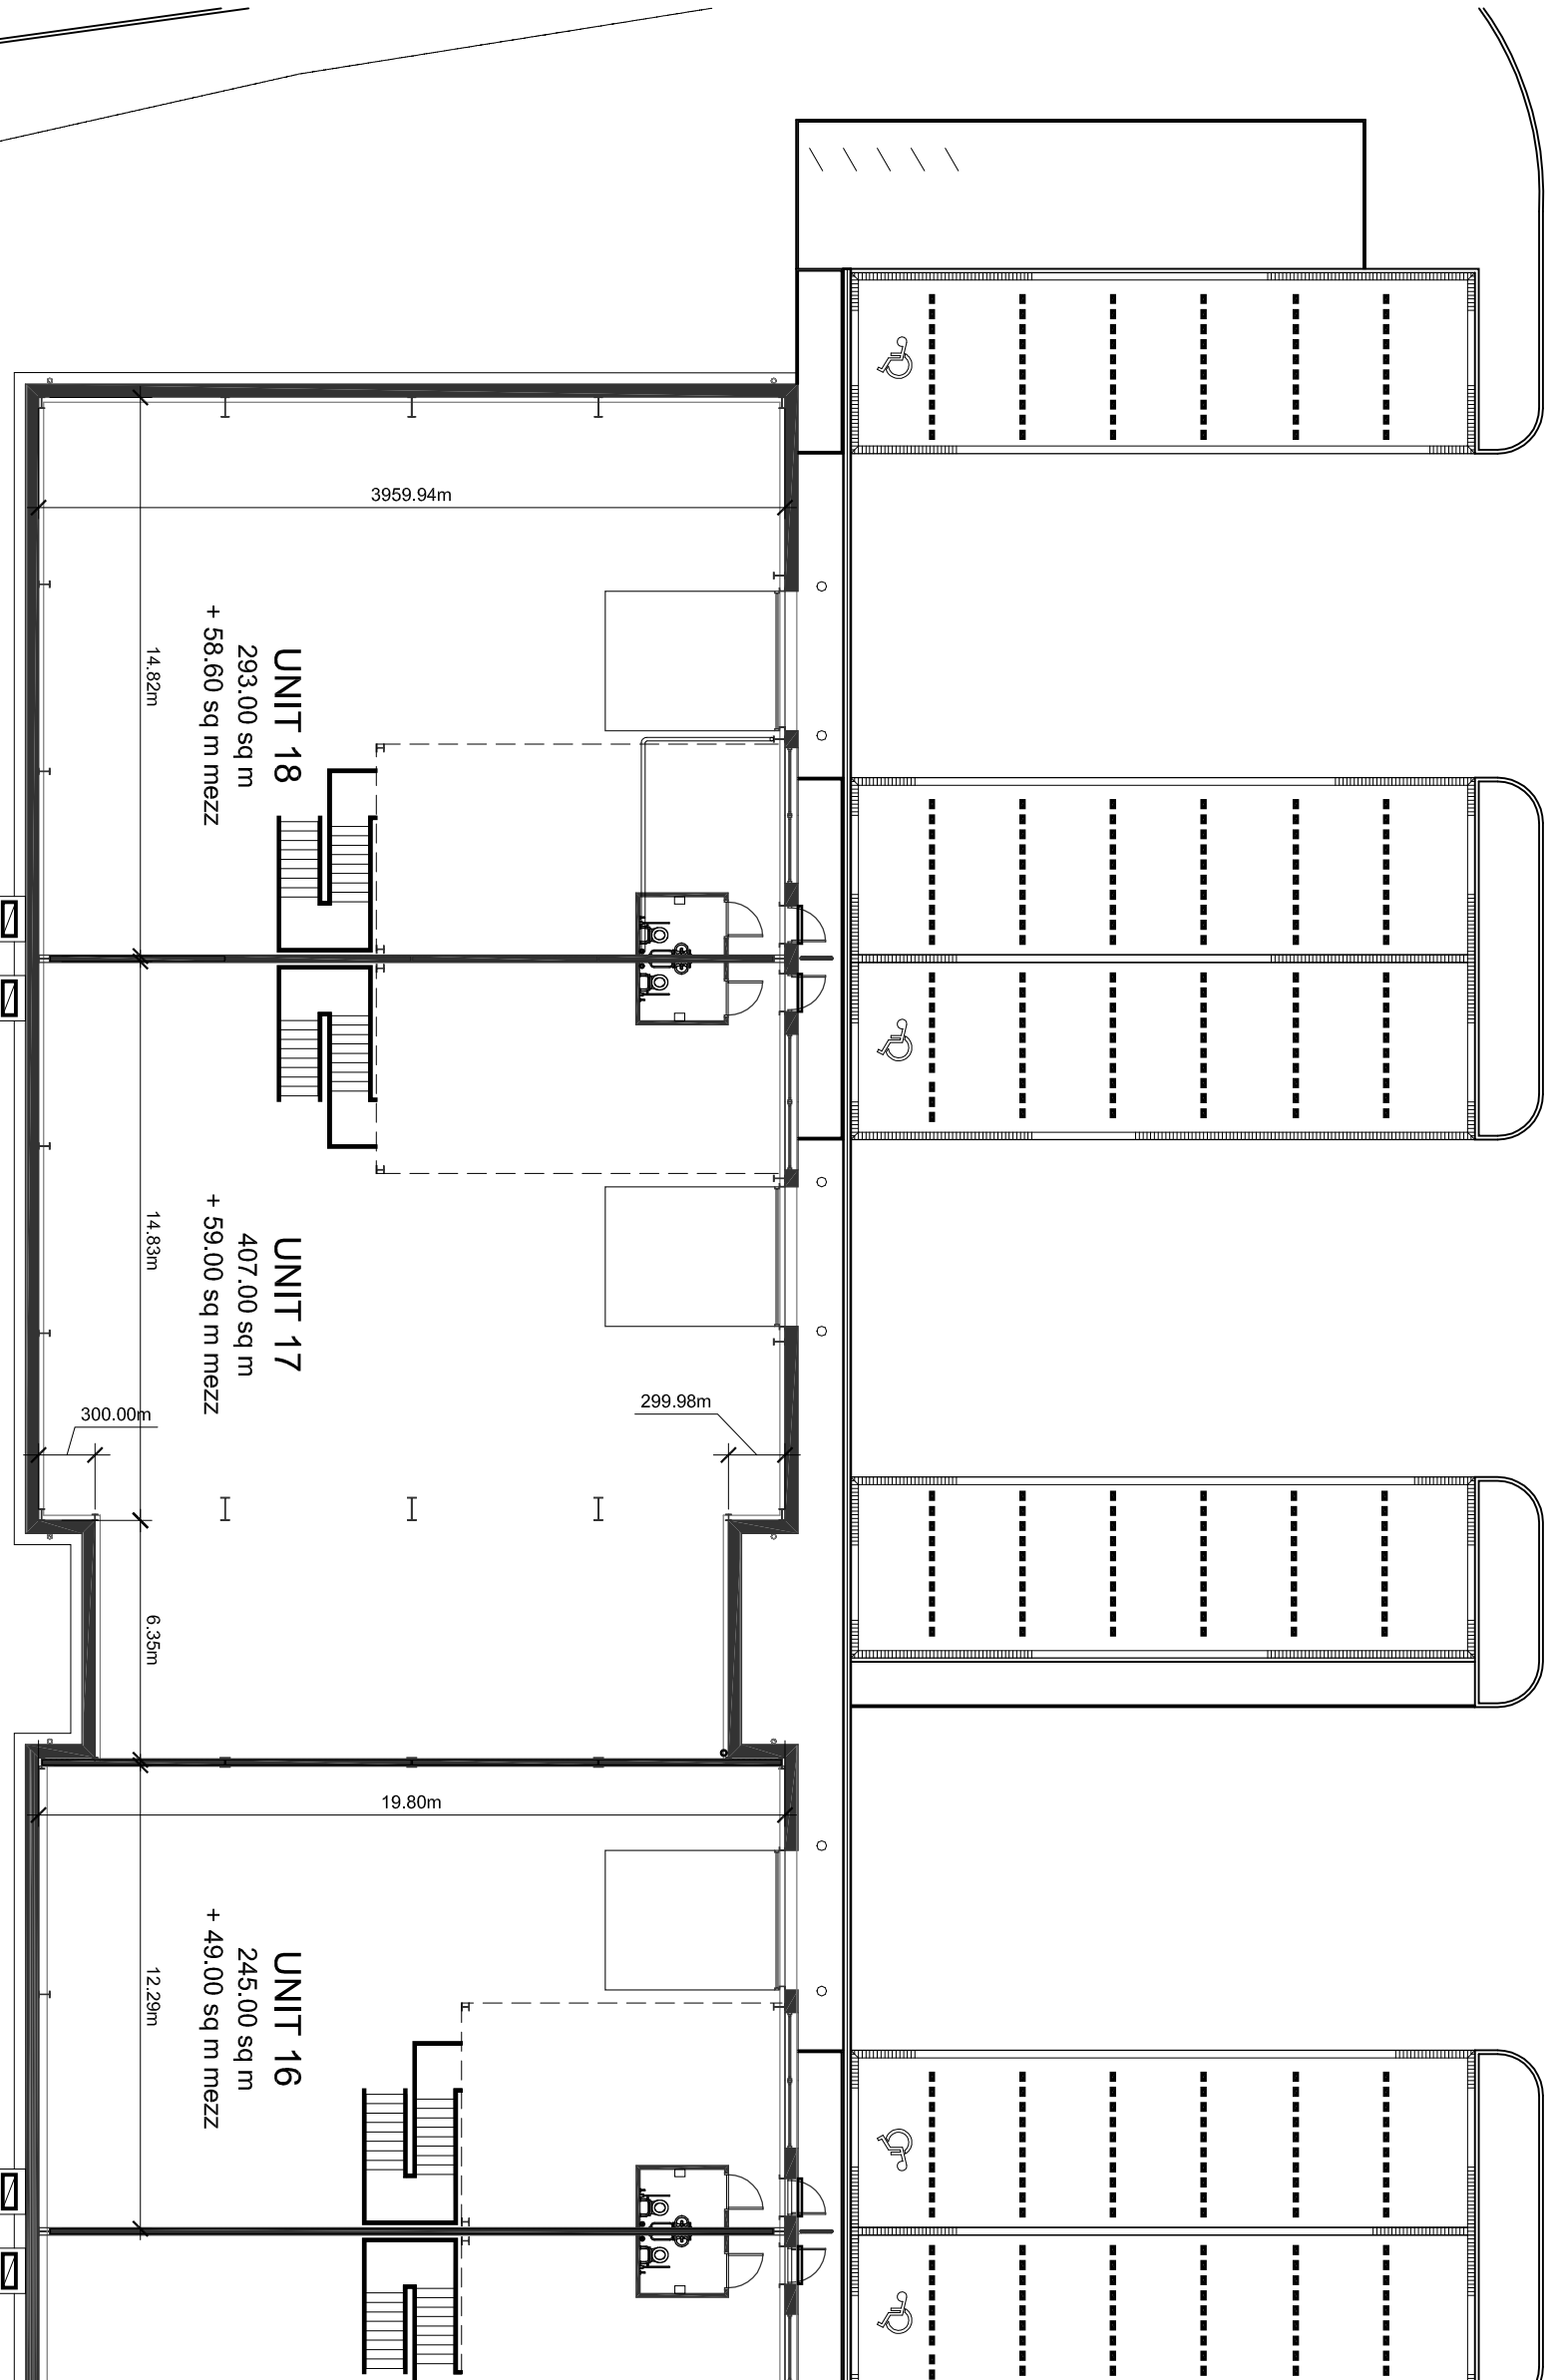 3959.94m
14.82m
UNIT 18
293.00 sq m
+ 58.60 sq m mezz
14.83m
UNIT 17
407.00 sq m
+ 59.00 sq m mezz
300.00m
299.98m
6.35m
19.80m
12.29m
UNIT 16
245.00 sq m
+ 49.00 sq m mezz